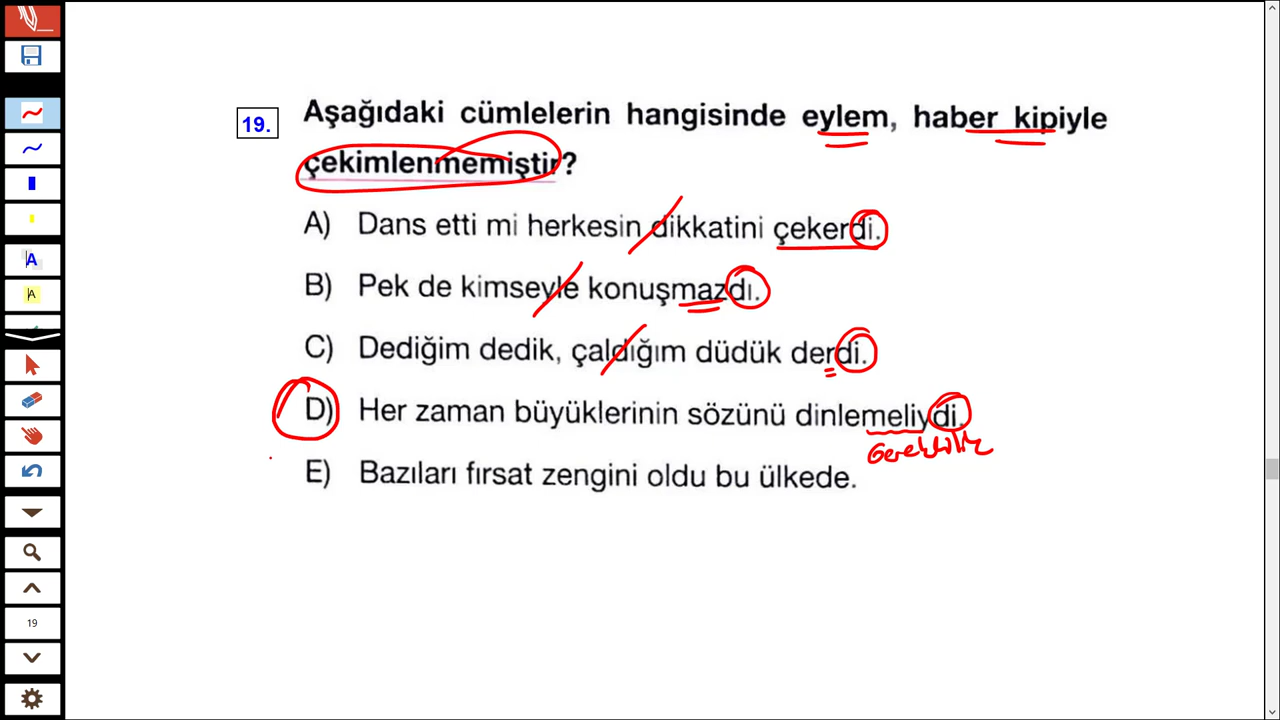 19. Aşağıdaki cümlelerin hangisinde eylem, haber kipiyle
çekimlenmemiştir?
A) Dans etti mi herkesin dikkatini çekerdi.
B) Pek de kimseyle konuşmazdı.
C) Dediğim dedik, çaldığım düdük derdi.
D) Her zaman büyüklerinin sözünü dinlemeliydi.
Gereklilik
E) Bazıları fırsat zengini oldu bu ülkede.
A
A
19